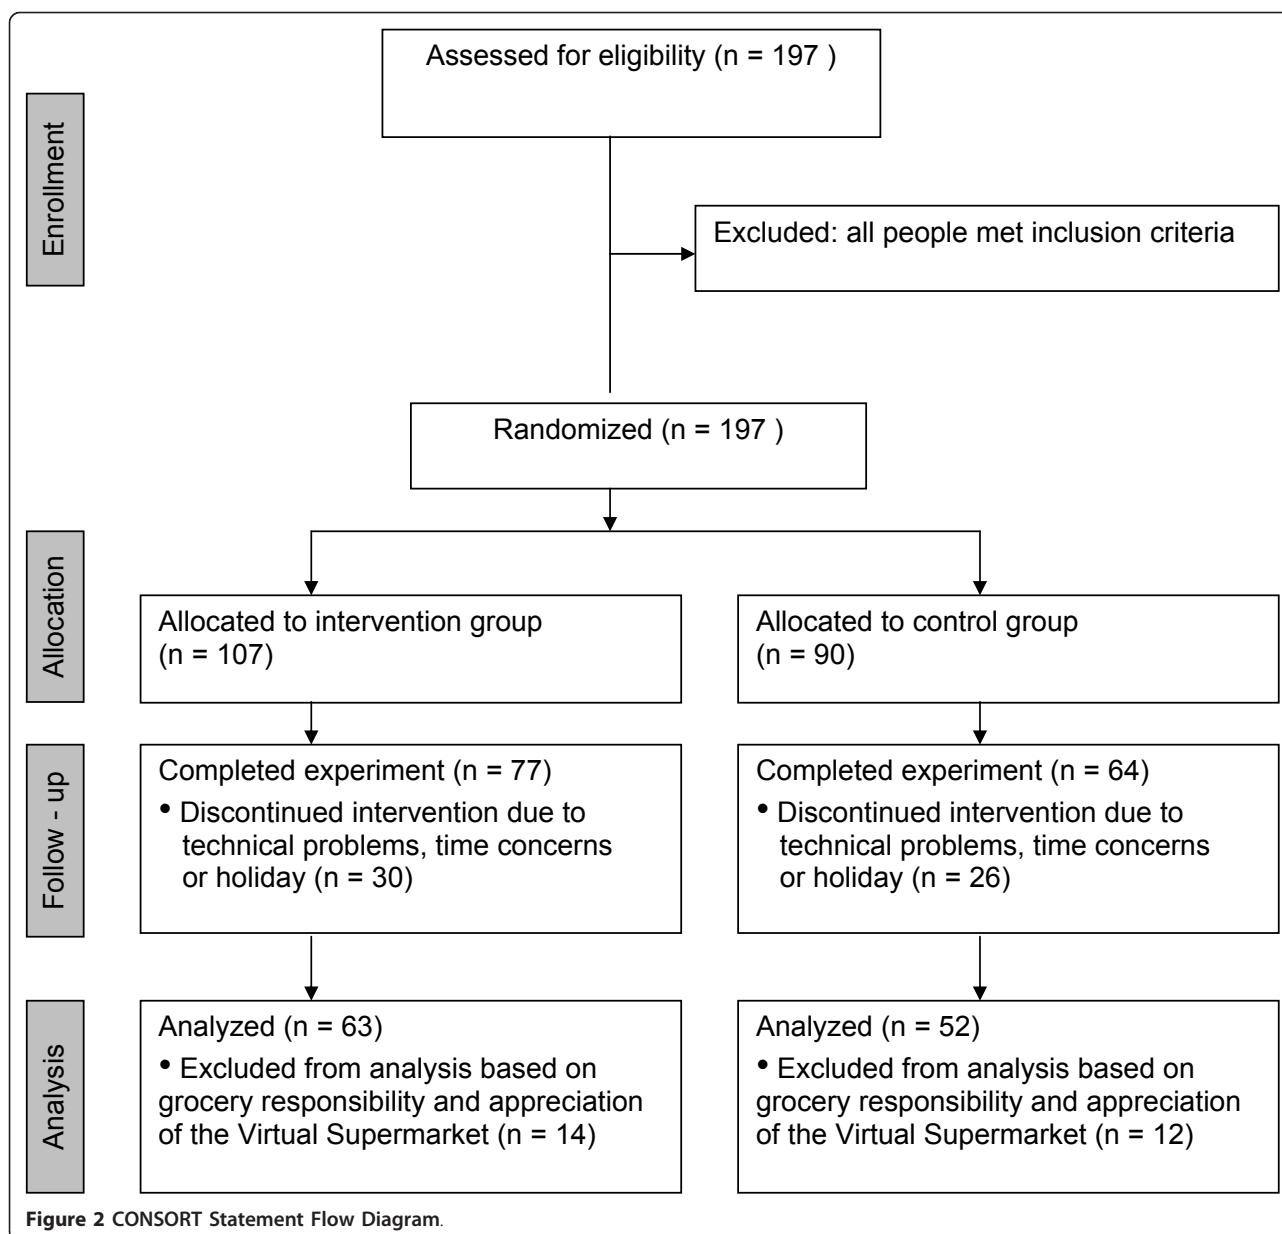 Assessed for eligibility (n = 197 )
Enrollment
Excluded: all people met inclusion criteria
Randomized (n = 197 )
Allocation
Allocated to intervention group
(n = 107)
Allocated to control group
(n = 90)
Follow - up
Completed experiment (n = 77)
• Discontinued intervention due to
technical problems, time concerns
or holiday (n = 30)
Completed experiment (n = 64)
• Discontinued intervention due to
technical problems, time concerns
or holiday (n = 26)
Analysis
Analyzed (n = 63)
• Excluded from analysis based on
grocery responsibility and appreciation
of the Virtual Supermarket (n = 14)
Analyzed (n = 52)
• Excluded from analysis based on
grocery responsibility and appreciation
of the Virtual Supermarket (n = 12)
Figure 2 CONSORT Statement Flow Diagram.